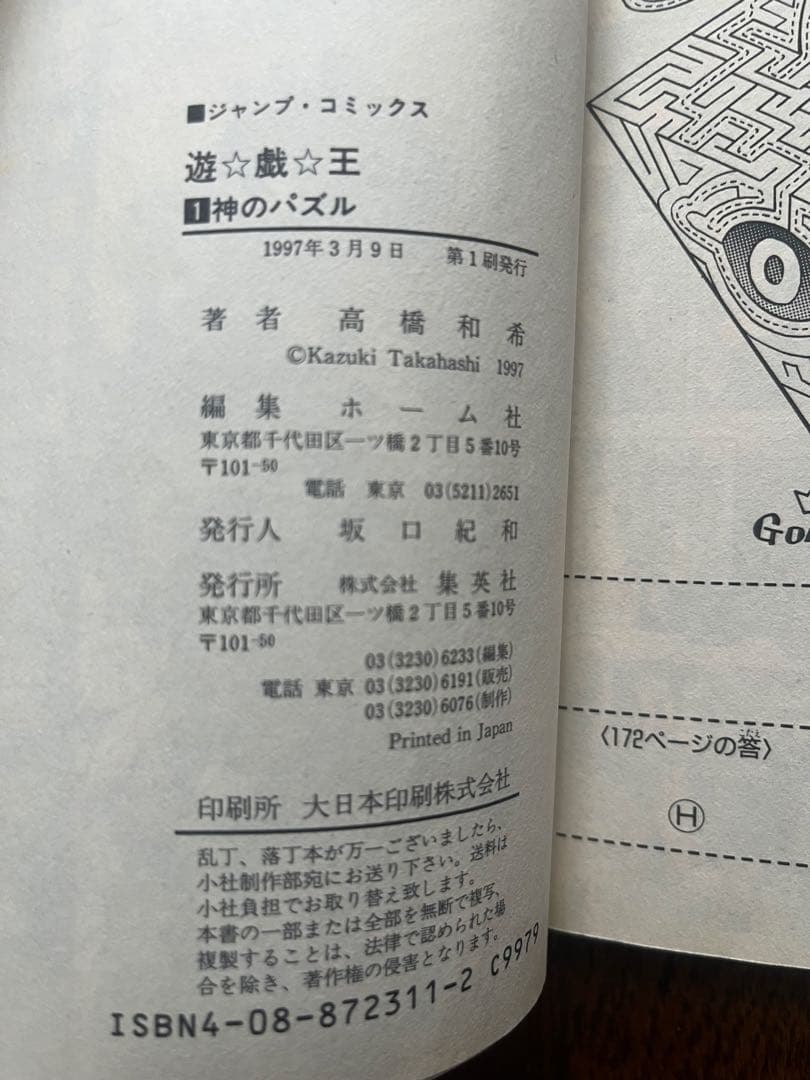 ■ジャンプ・コミックス
遊☆戯☆王
1神のパズル
1997年3月9日 第1刷発行
著者 高橋和希
©Kazuki Takahashi 1997
編集 ホーム社
東京都千代田区一ツ橋2丁目5番10号
〒101-50
電話 東京 03(5211)2651
発行人 坂口紀和
発行所 株式会社 集英社
東京都千代田区一ツ橋2丁目5番10号
〒101-50
03(3230)6233(編集)
電話 東京 03(3230)6191(販売)
03(3230)6076(制作)
Printed in Japan
印刷所 大日本印刷株式会社
乱丁、落丁本が万一ございましたら、
小社制作部宛にお送り下さい。送料は
小社負担でお取り替え致します。
本書の一部または全部を無断で複写、
複製することは、法律で認められた場
合を除き、著作権の侵害となります。
ISBN4-08-872311-2 C9979
〈172ページの答〉
こたえ
H